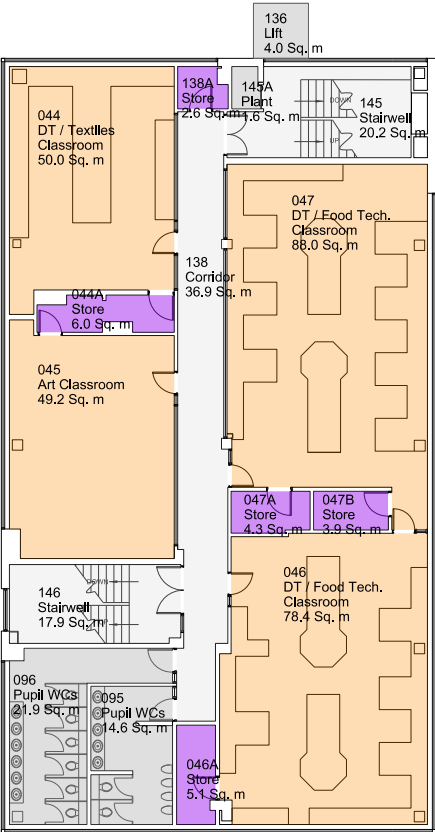 136
Lift
4.0 Sq. m
138A
Store
2.6 Sq. m
145A
Plant
1.6 Sq. m
DOWN
UP
145
Stairwell
20.2 Sq. m
044
DT / Textiles
Classroom
50.0 Sq. m
047
DT / Food Tech.
Classroom
88.0 Sq. m
138
Corridor
36.9 Sq. m
044A
Store
6.0 Sq. m
045
Art Classroom
49.2 Sq. m
047A
Store
4.3 Sq. m
047B
Store
3.9 Sq. m
046
DT / Food Tech.
Classroom
78.4 Sq. m
DOWN
UP
146
Stairwell
17.9 Sq. m
096
Pupil WCs
21.9 Sq. m
095
Pupil WCs
14.6 Sq. m
046A
Store
5.1 Sq. m